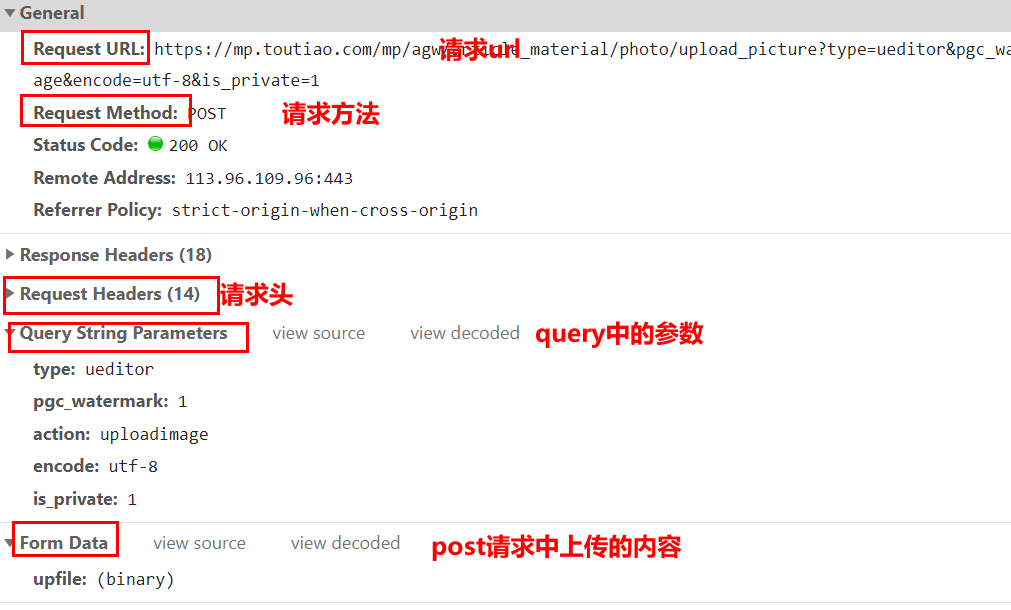 General
Request URL: https://mp.toutiao.com/mp/ 请求url _material/photo/upload_picture?type=ueditor&pgc_wa
age&encode=utf-8&is_private=1
Request Method: POST 请求方法
Status Code: 200 OK
Remote Address: 113.96.109.96:443
Referrer Policy: strict-origin-when-cross-origin
Response Headers (18)
Request Headers (14) 请求头
Query String Parameters view source view decoded query中的参数
type: ueditor
pgc_watermark: 1
action: uploadimage
encode: utf-8
is_private: 1
Form Data view source view decoded post请求中上传的内容
upfile: (binary)